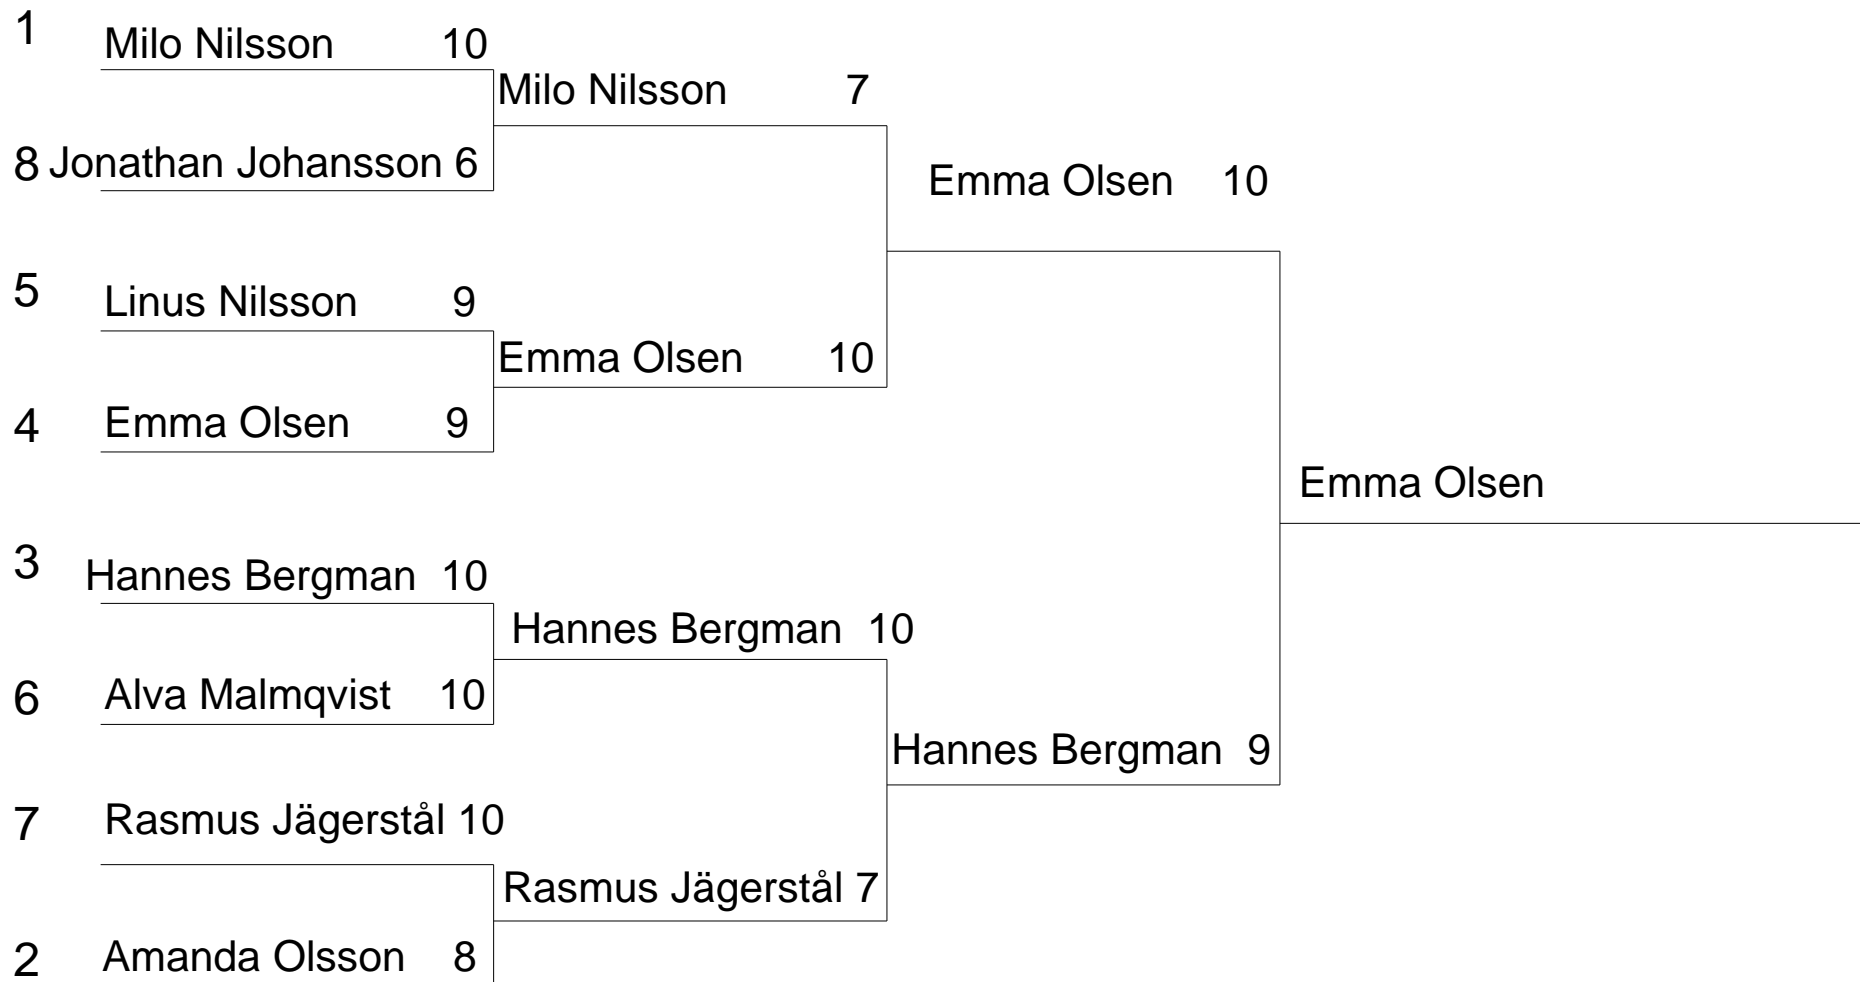 1 Milo Nilsson 10
Milo Nilsson 7
8 Jonathan Johansson 6
Emma Olsen 10
5 Linus Nilsson 9
Emma Olsen 10
4 Emma Olsen 9
Emma Olsen
3 Hannes Bergman 10
Hannes Bergman 10
6 Alva Malmqvist 10
Hannes Bergman 9
7 Rasmus Jägerstål 10
Rasmus Jägerstål 7
2 Amanda Olsson 8